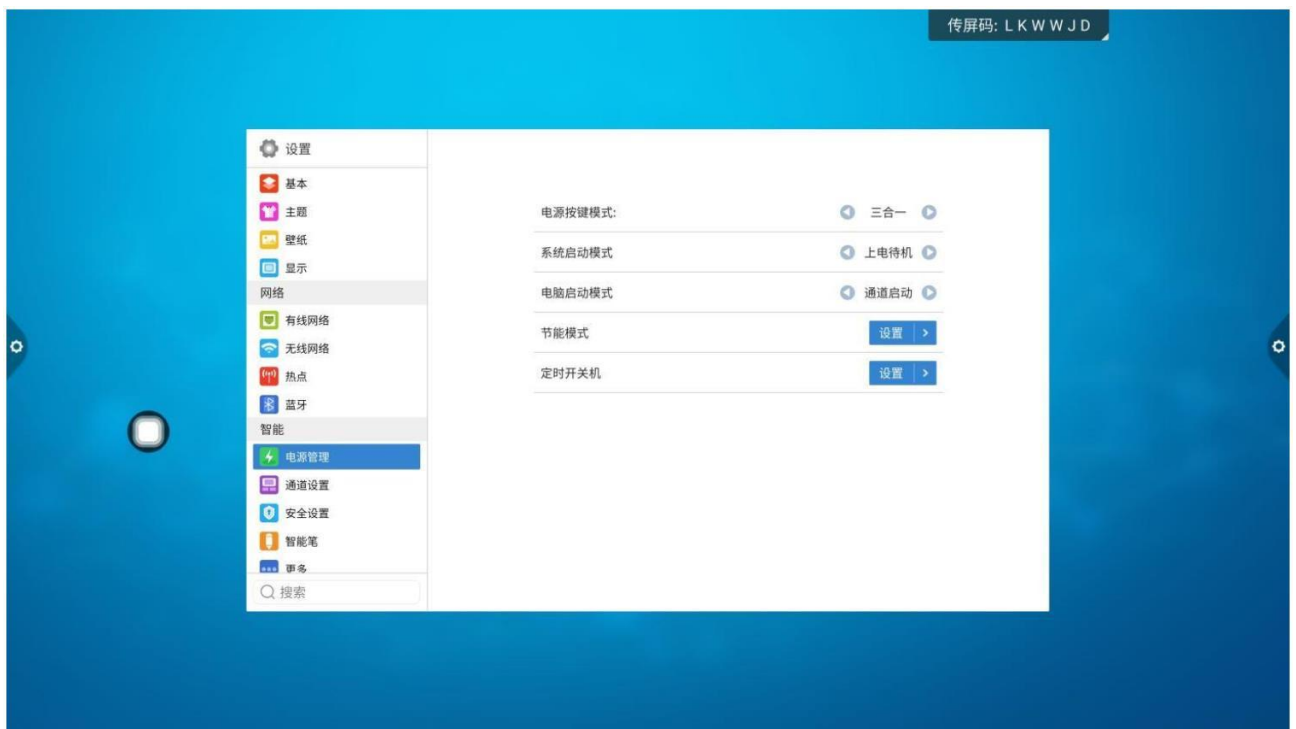 传屏码: LKWWJD
设置
基本
主题
壁纸
显示
网络
有线网络
无线网络
热点
蓝牙
智能
电源管理
通道设置
安全设置
智能笔
更多
搜索
电源按键模式: 三合一
系统启动模式 上电待机
电脑启动模式 通道启动
节能模式 设置 >
定时开关机 设置 >